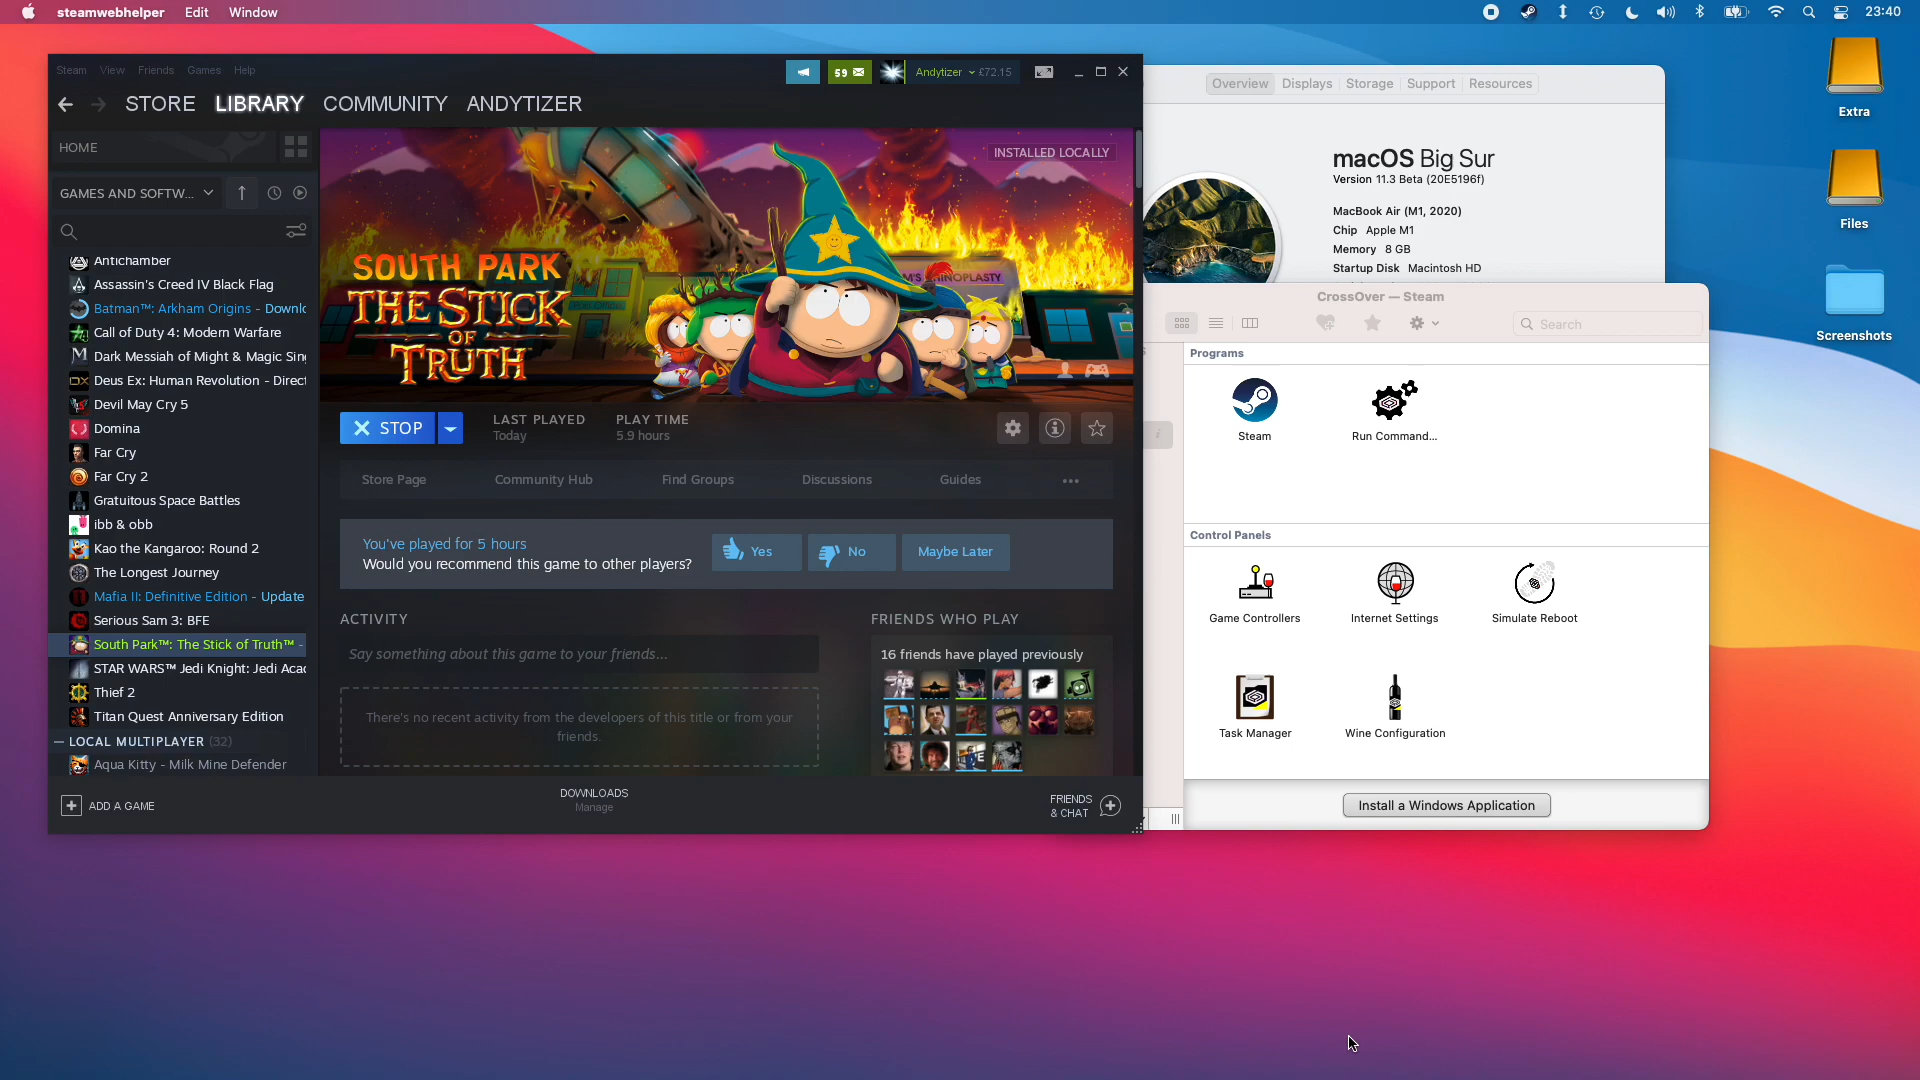 steamwebhelper Edit Window
23:40
Steam View Friends Games Help
59
Andytizer £72.15
STORE LIBRARY COMMUNITY ANDYTIZER
HOME
GAMES AND SOFTW...
Antichamber
Assassin's Creed IV Black Flag
Batman™: Arkham Origins - Downlo
Call of Duty 4: Modern Warfare
Dark Messiah of Might & Magic Sin
Deus Ex: Human Revolution - Direct
Devil May Cry 5
Domina
Far Cry
Far Cry 2
Gratuitous Space Battles
ibb & obb
Kao the Kangaroo: Round 2
The Longest Journey
Mafia II: Definitive Edition - Update
Serious Sam 3: BFE
South Park™: The Stick of Truth™ -
STAR WARS™ Jedi Knight: Jedi Acad
Thief 2
Titan Quest Anniversary Edition
LOCAL MULTIPLAYER (32)
Aqua Kitty - Milk Mine Defender
ADD A GAME
INSTALLED LOCALLY
SOUTH PARK
THE STICK
OF
TRUTH
STOP
LAST PLAYED
Today
PLAY TIME
5.9 hours
Store Page
Community Hub
Find Groups
Discussions
Guides
You've played for 5 hours
Would you recommend this game to other players?
Yes
No
Maybe Later
ACTIVITY
Say something about this game to your friends...
There's no recent activity from the developers of this title or from your
friends.
FRIENDS WHO PLAY
16 friends have played previously
DOWNLOADS
Manage
FRIENDS
& CHAT
Overview Displays Storage Support Resources
macOS Big Sur
Version 11.3 Beta (20E5196f)
MacBook Air (M1, 2020)
Chip Apple M1
Memory 8 GB
Startup Disk Macintosh HD
CrossOver — Steam
Search
Programs
Steam
Run Command...
Control Panels
Game Controllers
Internet Settings
Simulate Reboot
Task Manager
Wine Configuration
Install a Windows Application
Extra
Files
Screenshots